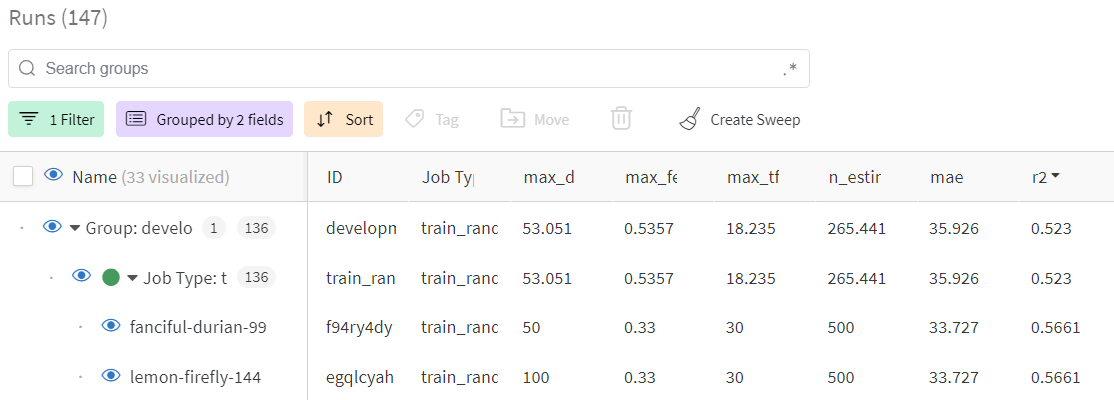 Runs (147)
Search groups .*
1 Filter Grouped by 2 fields Sort Tag Move Create Sweep
Name (33 visualized) ID Job Typ max_d max_fe max_tf n_estir mae r2
Group: develo 1 136 developn train_ranc 53.051 0.5357 18.235 265.441 35.926 0.523
Job Type: t 136 train_ran train_ranc 53.051 0.5357 18.235 265.441 35.926 0.523
fanciful-durian-99 f94ry4dy train_ranc 50 0.33 30 500 33.727 0.5661
lemon-firefly-144 egqlcyah train_ranc 100 0.33 30 500 33.727 0.5661